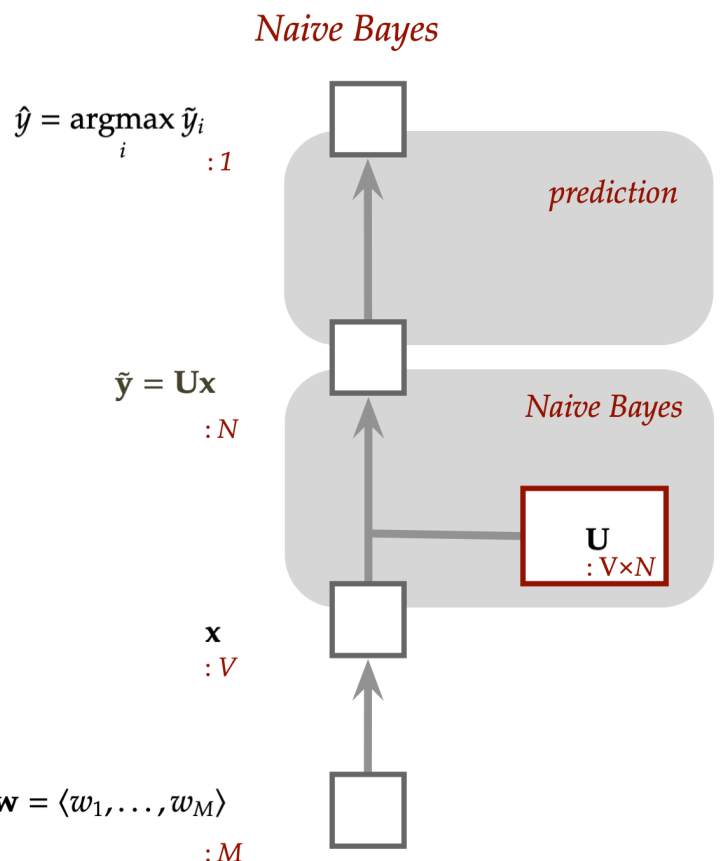 Naive Bayes
ŷ = argmax ỹᵢ
i
: 1
prediction
ỹ = Ux
: N
Naive Bayes
U
: V×N
x
: V
w = ⟨w₁, . . . , w_M⟩
: M